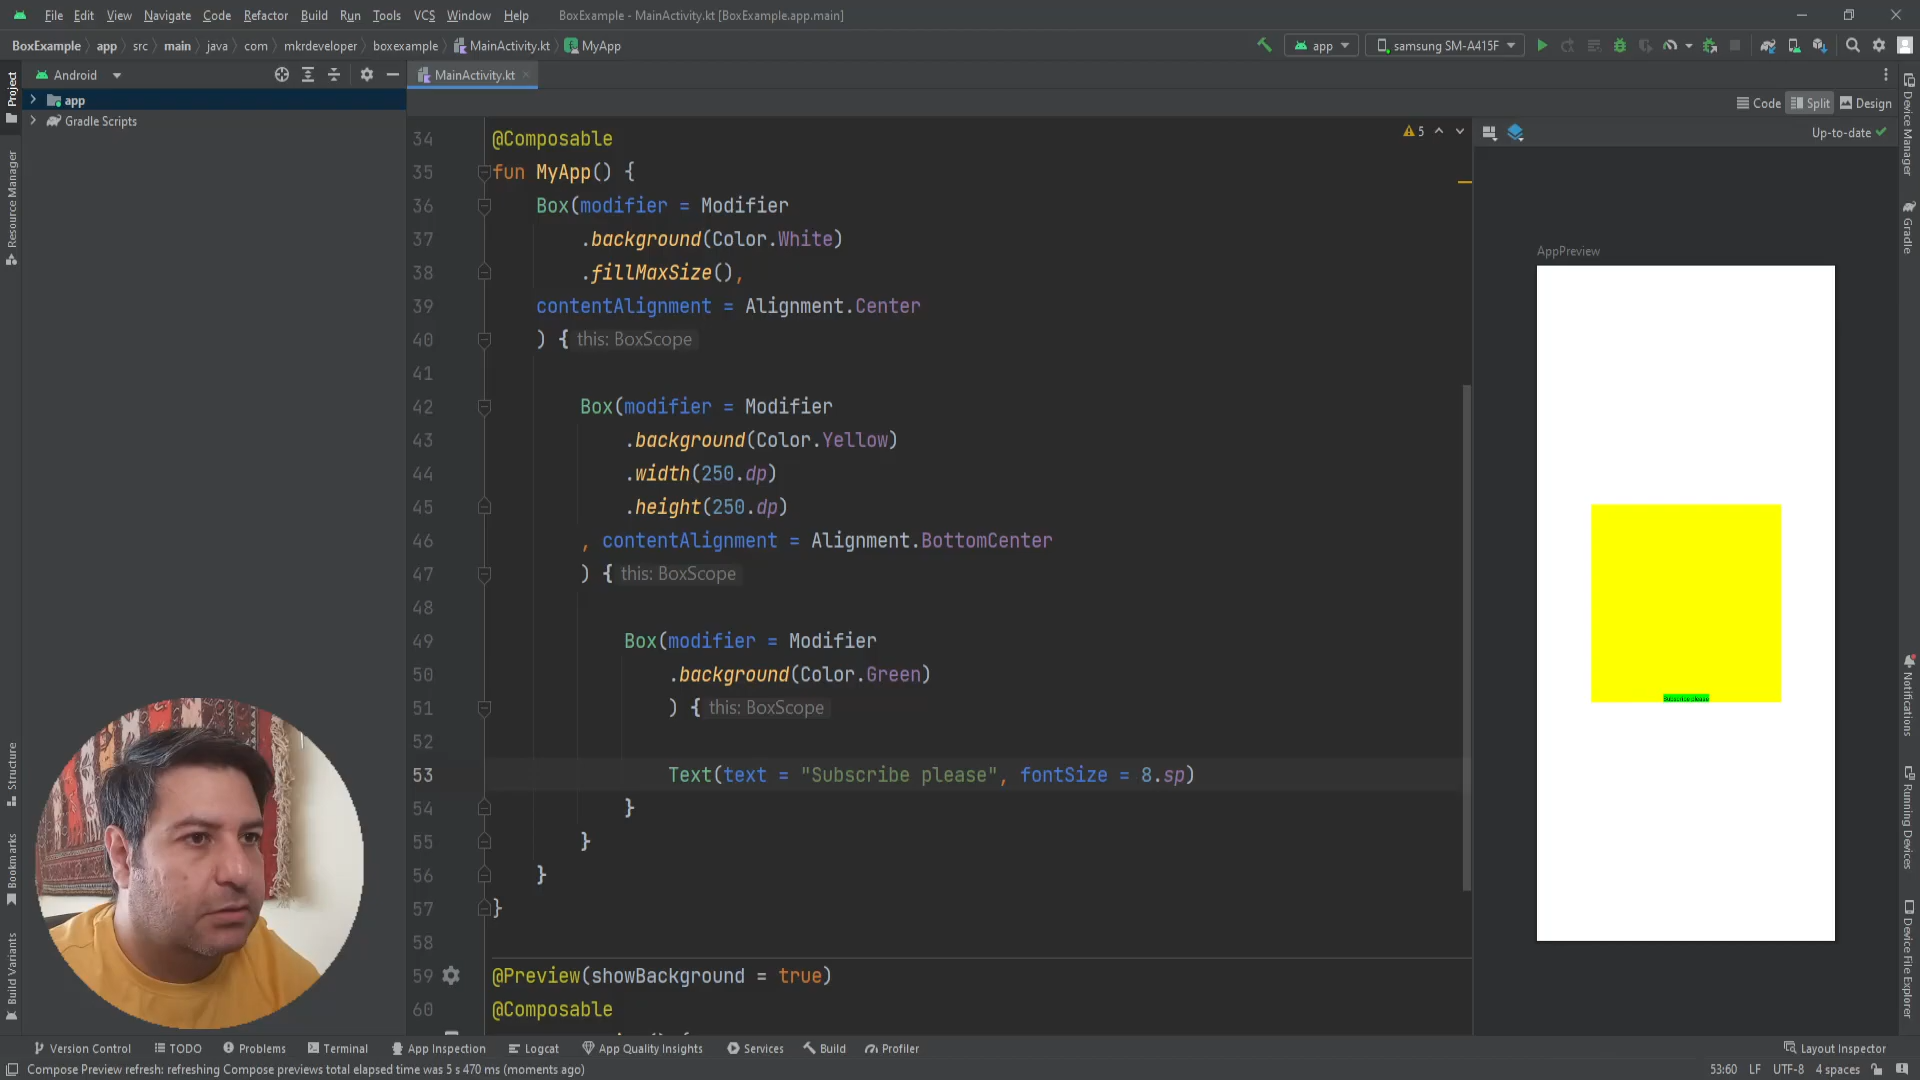 File Edit View Navigate Code Refactor Build Run Tools VCS Window Help BoxExample - MainActivity.kt [BoxExample.app.main]
BoxExample app src main java com mkrdeveloper boxexample MainActivity.kt MyApp app samsung SM-A415F
Project
Android
MainActivity.kt
app
Gradle Scripts
Resource Manager
Code Split Design
5
Up-to-date
34 @Composable
35 fun MyApp() {
36 Box(modifier = Modifier
37 .background(Color.White)
38 .fillMaxSize(),
39 contentAlignment = Alignment.Center
40 ) { this: BoxScope
41
42 Box(modifier = Modifier
43 .background(Color.Yellow)
44 .width(250.dp)
45 .height(250.dp)
46 , contentAlignment = Alignment.BottomCenter
47 ) { this: BoxScope
48
49 Box(modifier = Modifier
50 .background(Color.Green)
51 ) { this: BoxScope
52
53 Text(text = "Subscribe please", fontSize = 8.sp)
54 }
55 }
56 }
57 }
58
59 @Preview(showBackground = true)
60 @Composable
AppPreview
Subscribe please
Device Manager
Gradle
Notifications
Running Devices
Device File Explorer
Structure
Bookmarks
Build Variants
Version Control TODO Problems Terminal App Inspection Logcat App Quality Insights Services Build Profiler Layout Inspector
Compose Preview refresh: refreshing Compose previews total elapsed time was 5 s 470 ms (moments ago) 53:60 LF UTF-8 4 spaces